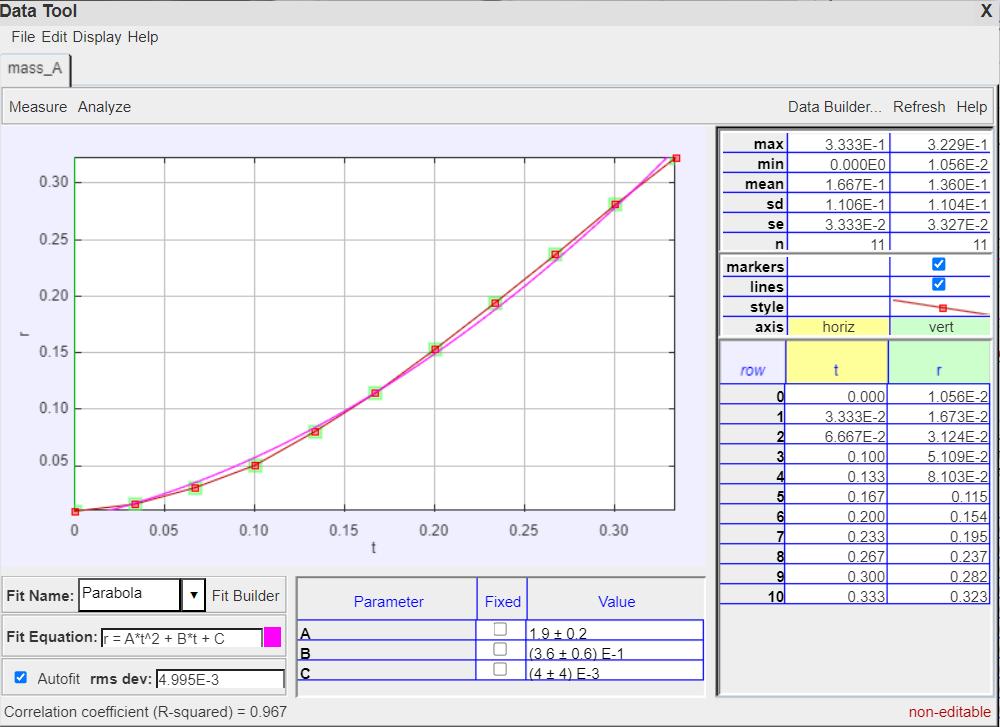 Data Tool X
File Edit Display Help
mass_A
Measure Analyze Data Builder... Refresh Help
0.30
0.25
0.20
0.15
0.10
0.05
r
0 0.05 0.10 0.15 0.20 0.25 0.30
t
max 3.333E-1 3.229E-1
min 0.000E0 1.056E-2
mean 1.667E-1 1.360E-1
sd 1.106E-1 1.104E-1
se 3.333E-2 3.327E-2
n 11 11
markers
lines
style
axis horiz vert
row t r
0 0.000 1.056E-2
1 3.333E-2 1.673E-2
2 6.667E-2 3.124E-2
3 0.100 5.109E-2
4 0.133 8.103E-2
5 0.167 0.115
6 0.200 0.154
7 0.233 0.195
8 0.267 0.237
9 0.300 0.282
10 0.333 0.323
Fit Name: Parabola ▼ Fit Builder
Fit Equation: r = A*t^2 + B*t + C
Autofit rms dev: 4.995E-3
Parameter Fixed Value
A 1.9 ± 0.2
B (3.6 ± 0.6) E-1
C (4 ± 4) E-3
Correlation coefficient (R-squared) = 0.967 non-editable